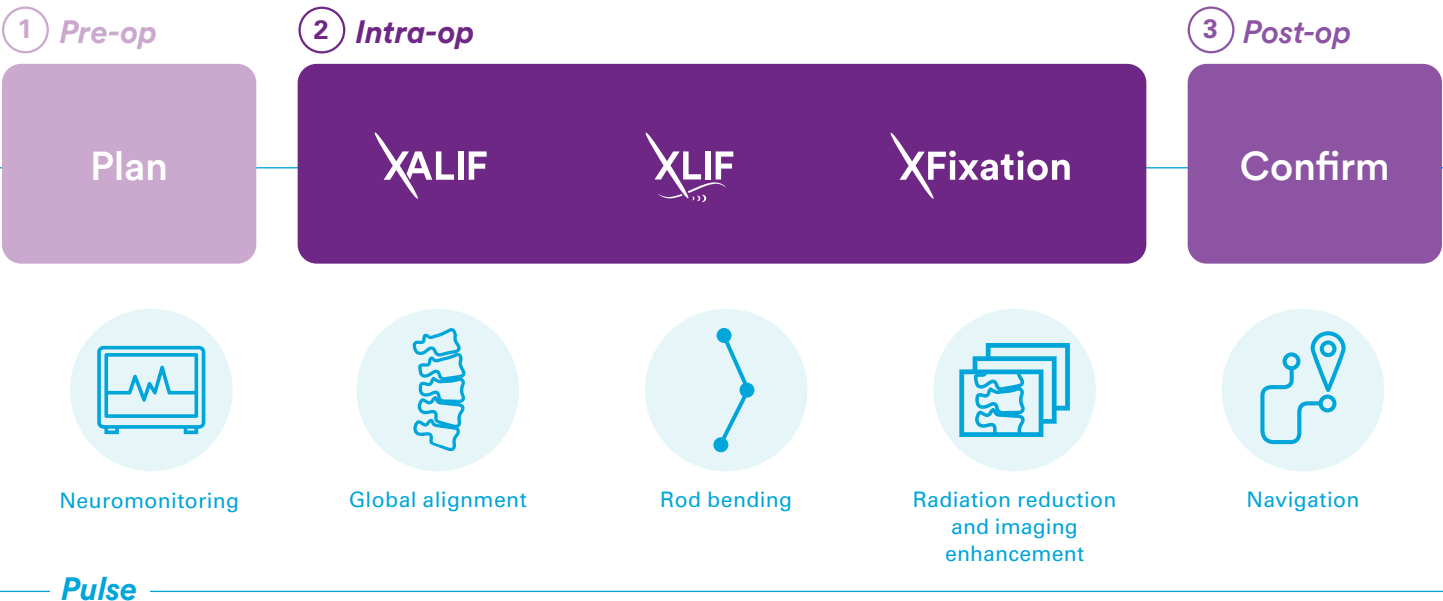 1 Pre-op
2 Intra-op
3 Post-op
Plan
XALIF
XLIF
XFixation
Confirm
Neuromonitoring
Global alignment
Rod bending
Radiation reduction
and imaging
enhancement
Navigation
Pulse